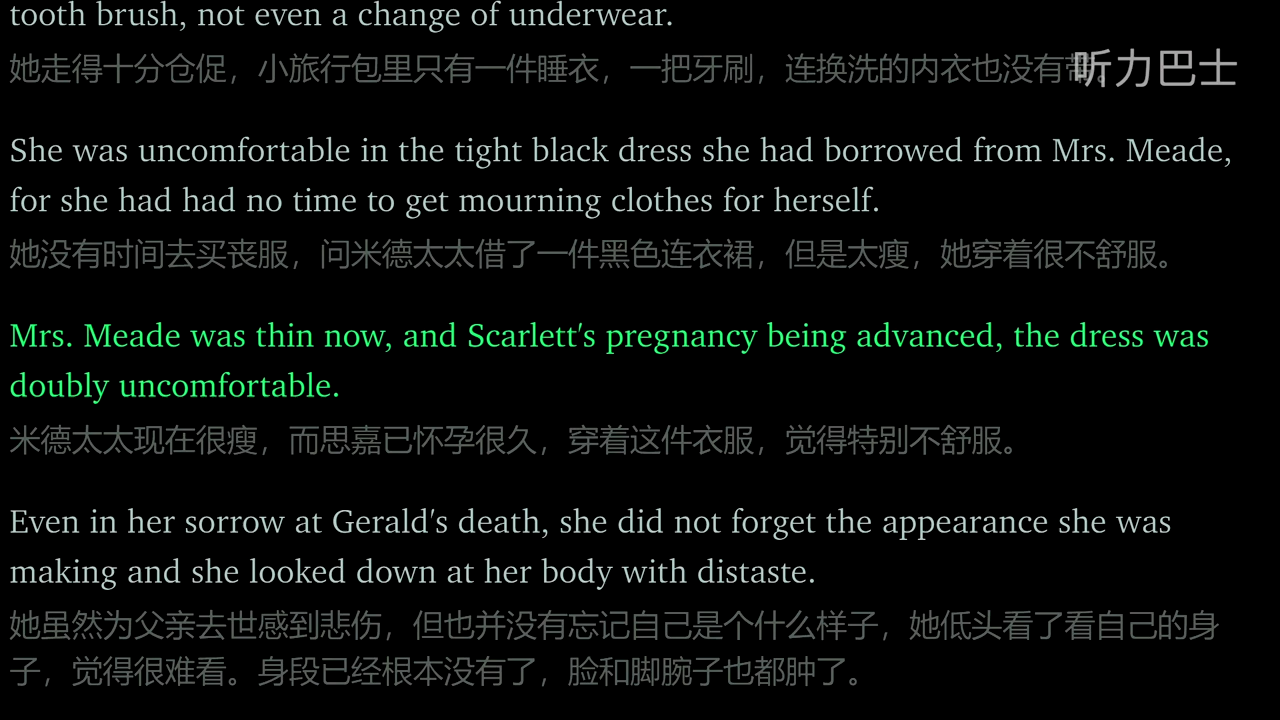 tooth brush, not even a change of underwear.
她走得十分仓促，小旅行包里只有一件睡衣，一把牙刷，连换洗的内衣也没有带。
听力巴士
She was uncomfortable in the tight black dress she had borrowed from Mrs. Meade,
for she had had no time to get mourning clothes for herself.
她没有时间去买丧服，问米德太太借了一件黑色连衣裙，但是太瘦，她穿着很不舒服。
Mrs. Meade was thin now, and Scarlett's pregnancy being advanced, the dress was
doubly uncomfortable.
米德太太现在很瘦，而思嘉已怀孕很久，穿着这件衣服，觉得特别不舒服。
Even in her sorrow at Gerald's death, she did not forget the appearance she was
making and she looked down at her body with distaste.
她虽然为父亲去世感到悲伤，但也并没有忘记自己是个什么样子，她低头看了看自己的身
子，觉得很难看。身段已经根本没有了，脸和脚腕子也都肿了。